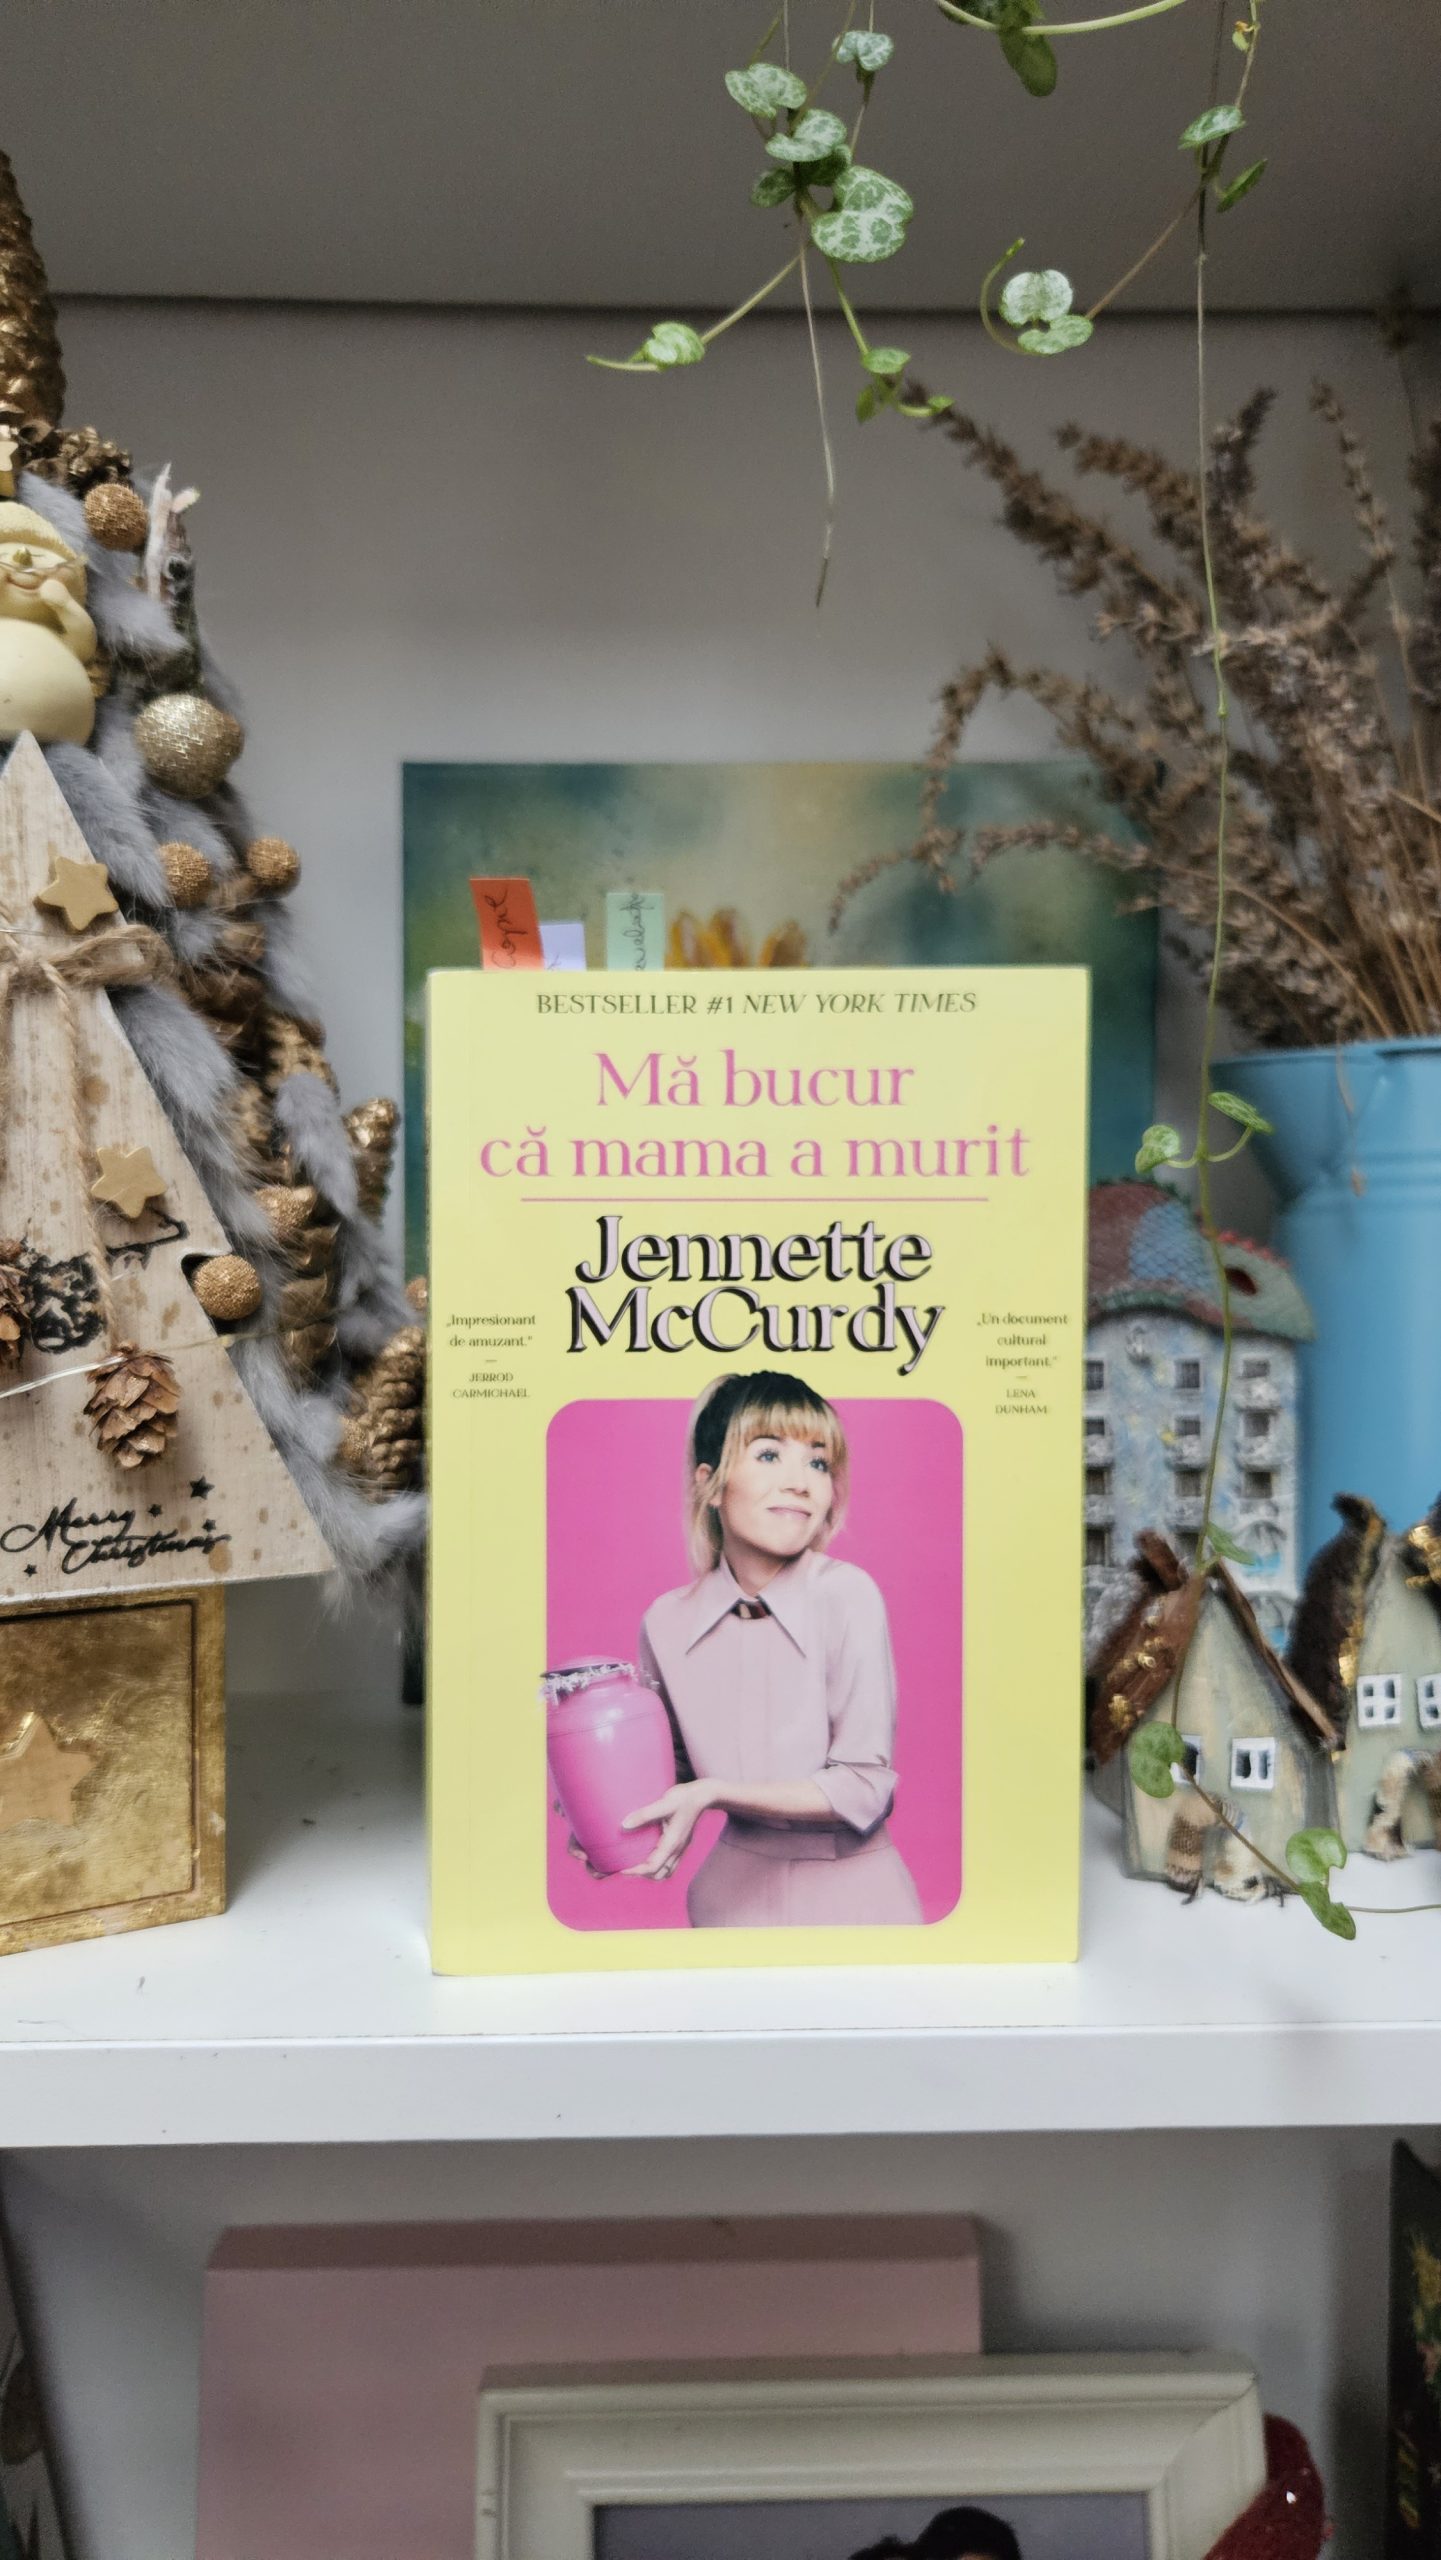 Copil
BESTSELLER #1 NEW YORK TIMES
Mă bucur
că mama a murit
Jennette
McCurdy
„Impresionant
de amuzant.”
—
JERROD
CARMICHAEL
„Un document
cultural
important.”
—
LENA
DUNHAM
Merry
Christmas